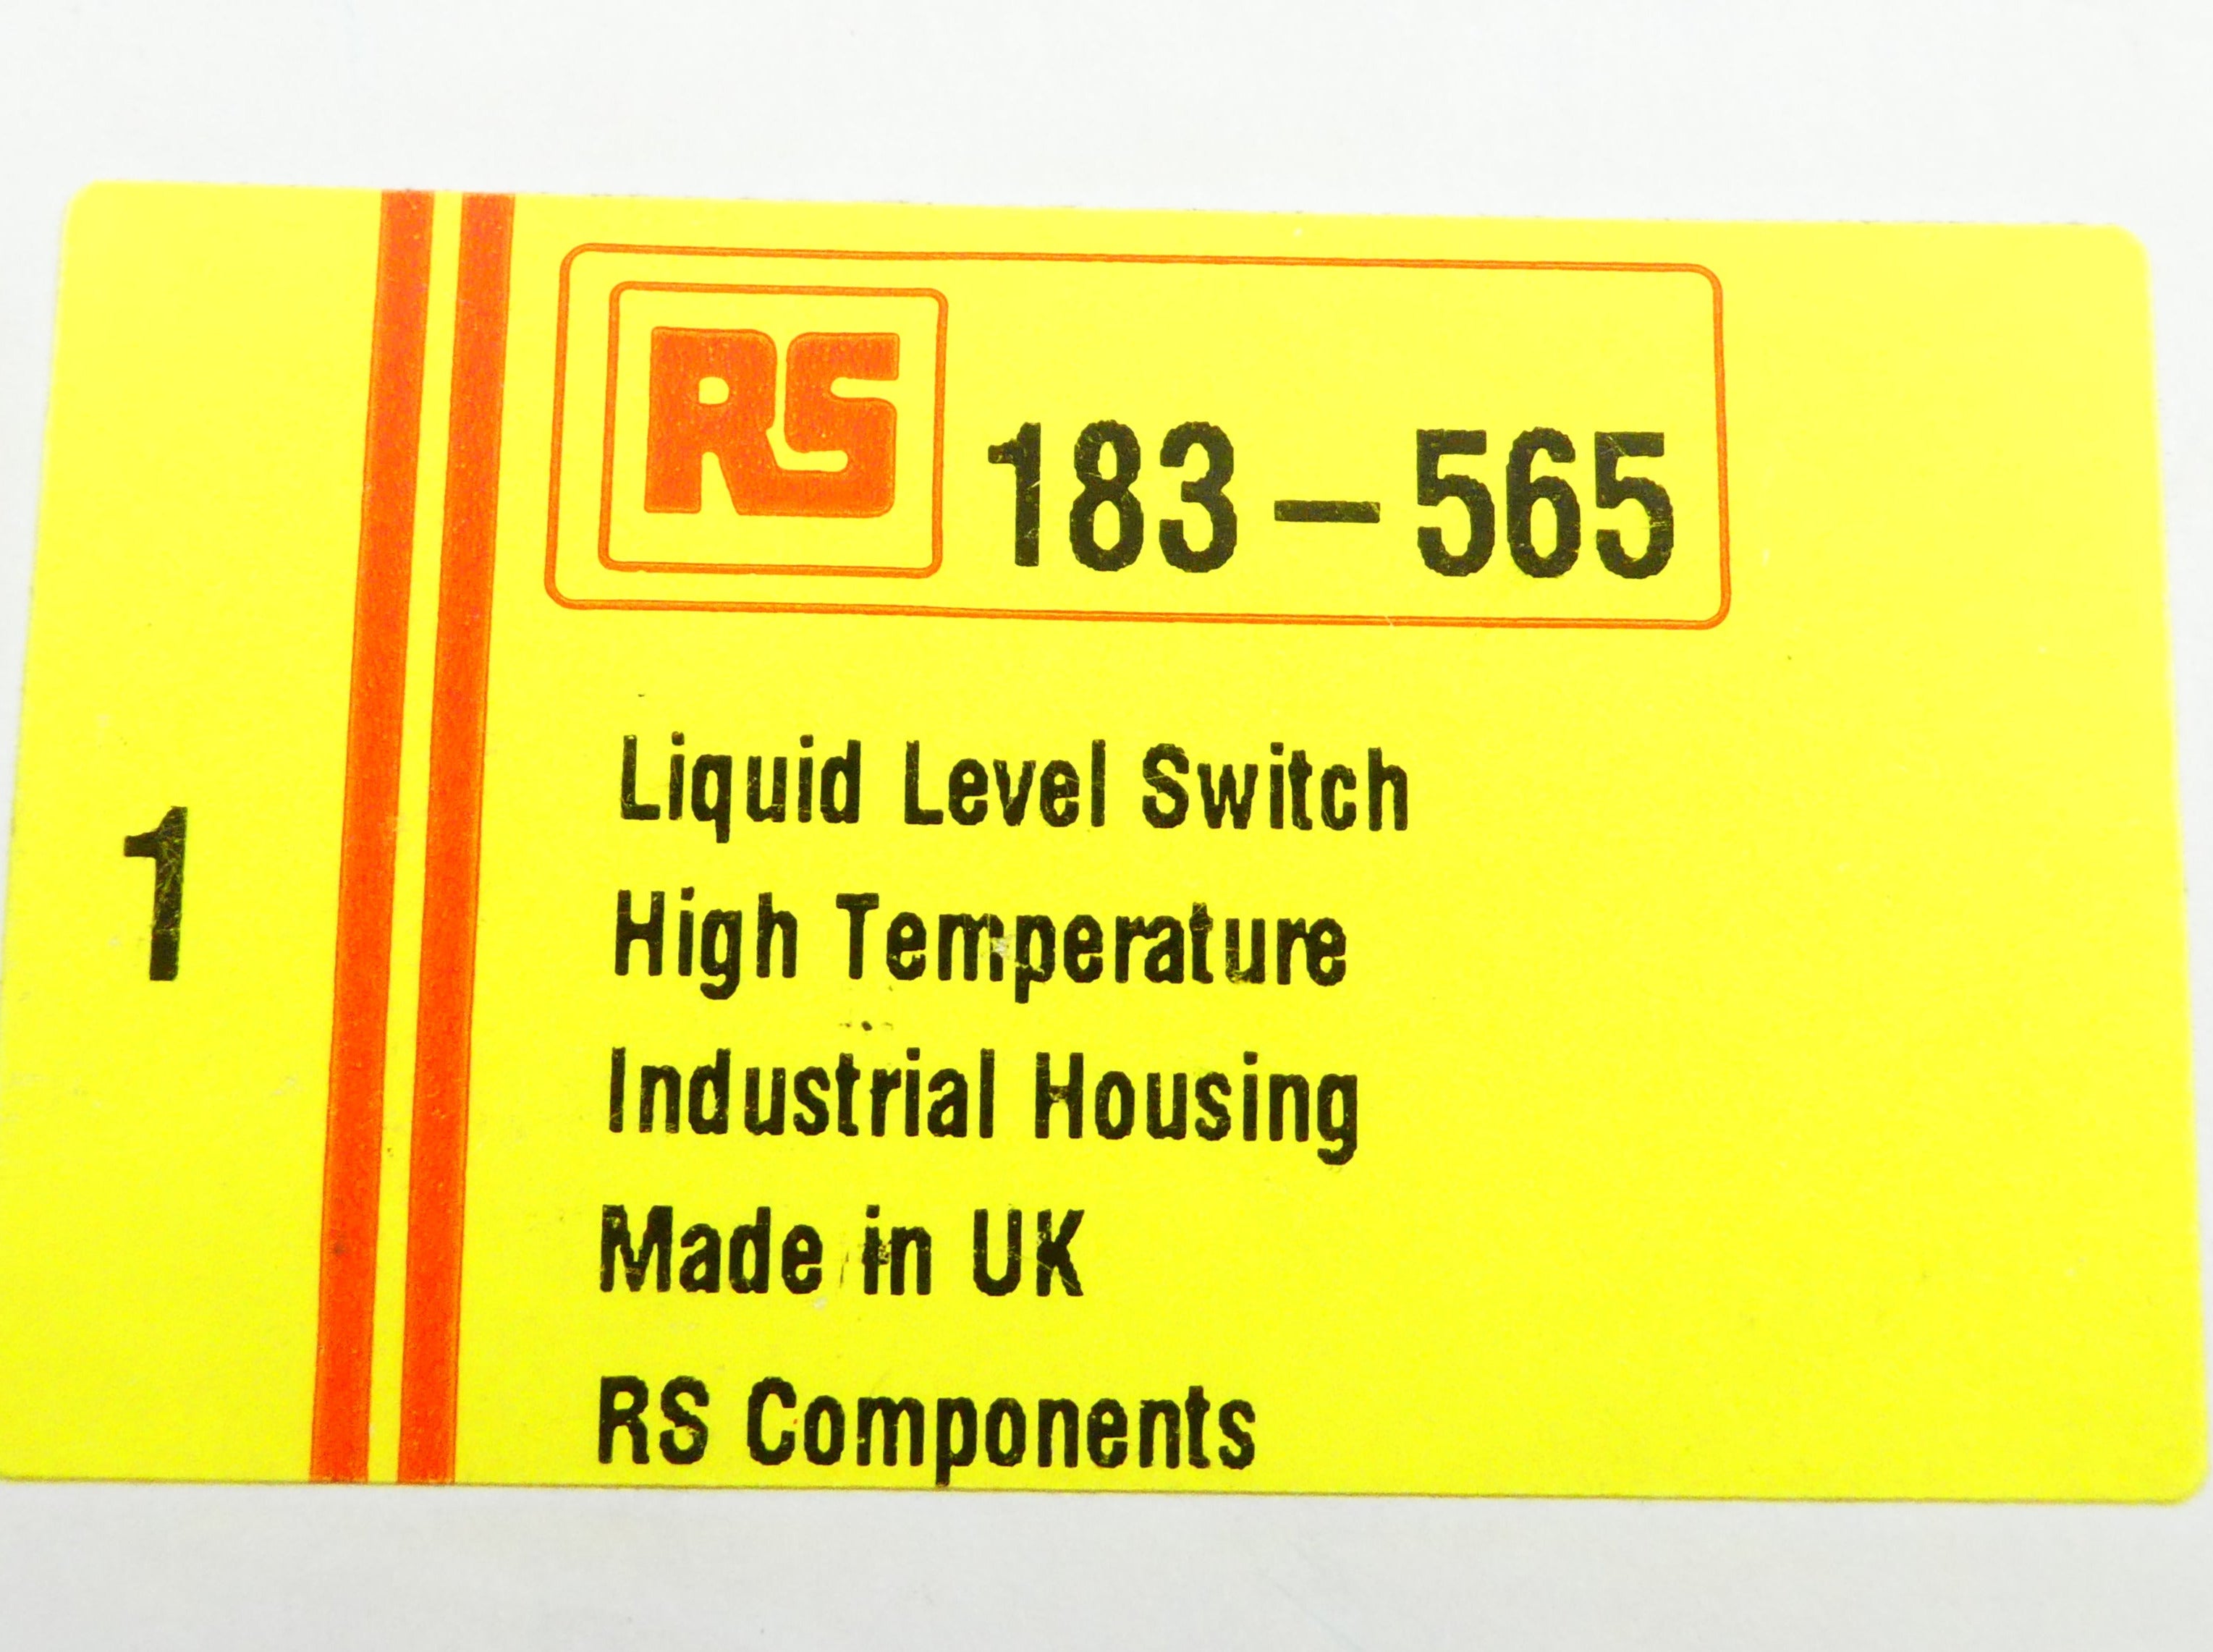 RS 183-565
Liquid Level Switch
1
High Temperature
Industrial Housing
Made in UK
RS Components